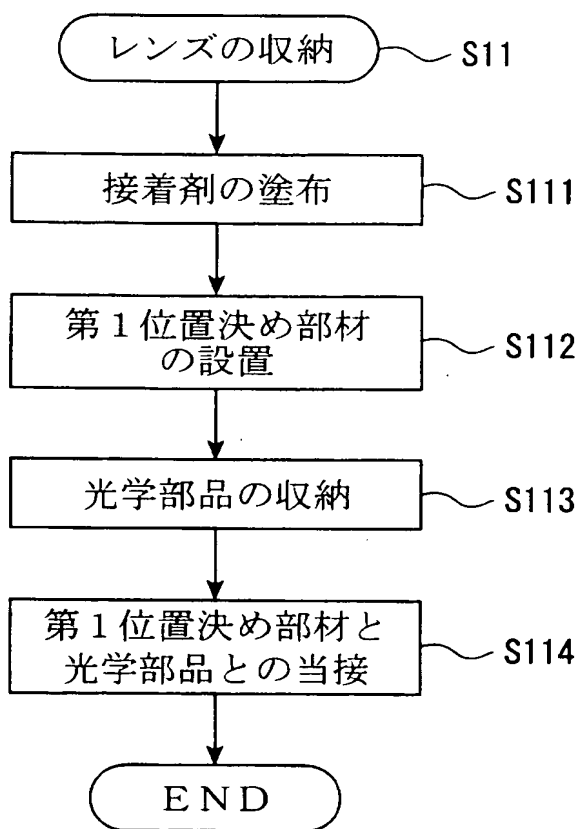 レンズの収納 S11
接着剤の塗布 S111
第1位置決め部材
の設置 S112
光学部品の収納 S113
第1位置決め部材と
光学部品との当接 S114
END